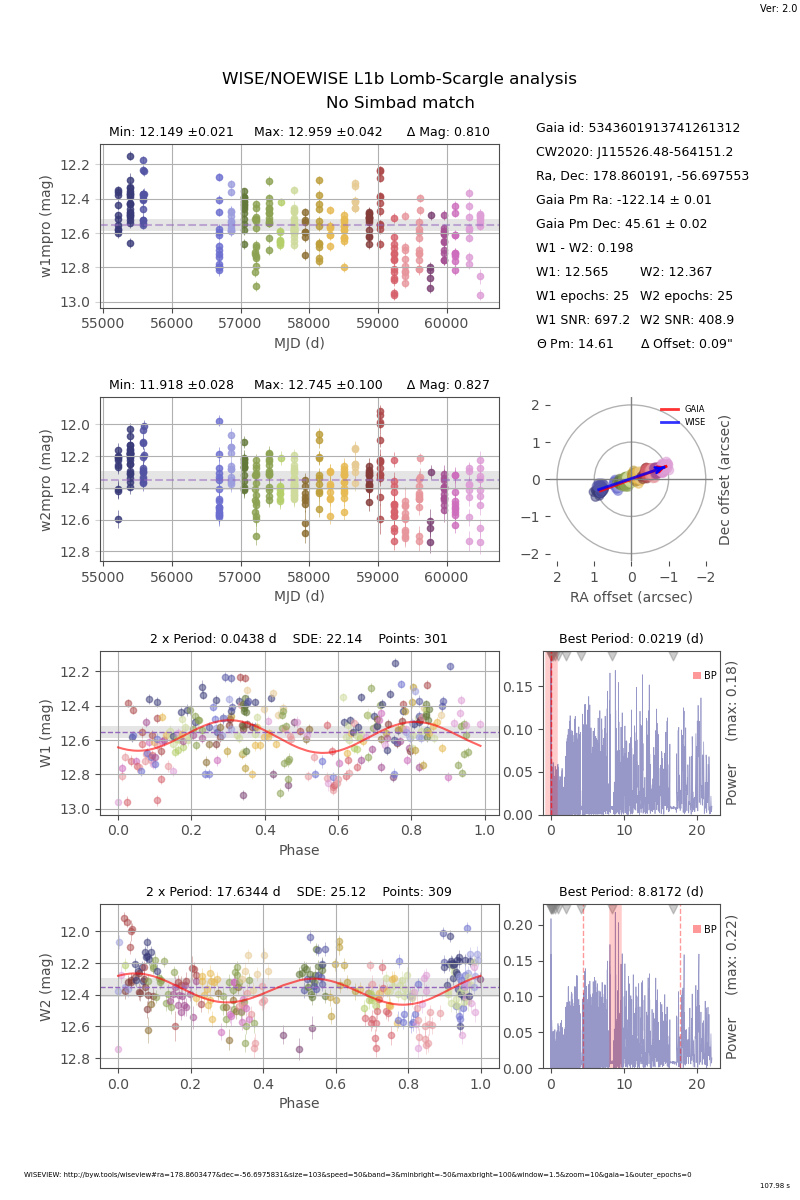 Ver: 2.0
WISE/NOEWISE L1b Lomb-Scargle analysis
No Simbad match
Min: 12.149 ±0.021 Max: 12.959 ±0.042 Δ Mag: 0.810
w1mpro (mag)
12.2
12.4
12.6
12.8
13.0
55000 56000 57000 58000 59000 60000
MJD (d)
Gaia id: 5343601913741261312
CW2020: J115526.48-564151.2
Ra, Dec: 178.860191, -56.697553
Gaia Pm Ra: -122.14 ± 0.01
Gaia Pm Dec: 45.61 ± 0.02
W1 - W2: 0.198
W1: 12.565 W2: 12.367
W1 epochs: 25 W2 epochs: 25
W1 SNR: 697.2 W2 SNR: 408.9
Θ Pm: 14.61 Δ Offset: 0.09"
Min: 11.918 ±0.028 Max: 12.745 ±0.100 Δ Mag: 0.827
w2mpro (mag)
12.0
12.2
12.4
12.6
12.8
55000 56000 57000 58000 59000 60000
MJD (d)
GAIA
WISE
2
1
0
−1
−2
2 1 0 −1 −2
RA offset (arcsec)
Dec offset (arcsec)
2 x Period: 0.0438 d SDE: 22.14 Points: 301
W1 (mag)
12.2
12.4
12.6
12.8
13.0
0.0 0.2 0.4 0.6 0.8 1.0
Phase
Best Period: 0.0219 (d)
BP
0.15
0.10
0.05
0.00
0 10 20
Power (max: 0.18)
2 x Period: 17.6344 d SDE: 25.12 Points: 309
W2 (mag)
12.0
12.2
12.4
12.6
12.8
0.0 0.2 0.4 0.6 0.8 1.0
Phase
Best Period: 8.8172 (d)
BP
0.20
0.15
0.10
0.05
0.00
0 10 20
Power (max: 0.22)
WISEVIEW: http://byw.tools/wiseview#ra=178.8603477&dec=-56.6975831&size=103&speed=50&band=3&minbright=-50&maxbright=100&window=1.5&zoom=10&gaia=1&outer_epochs=0
107.98 s